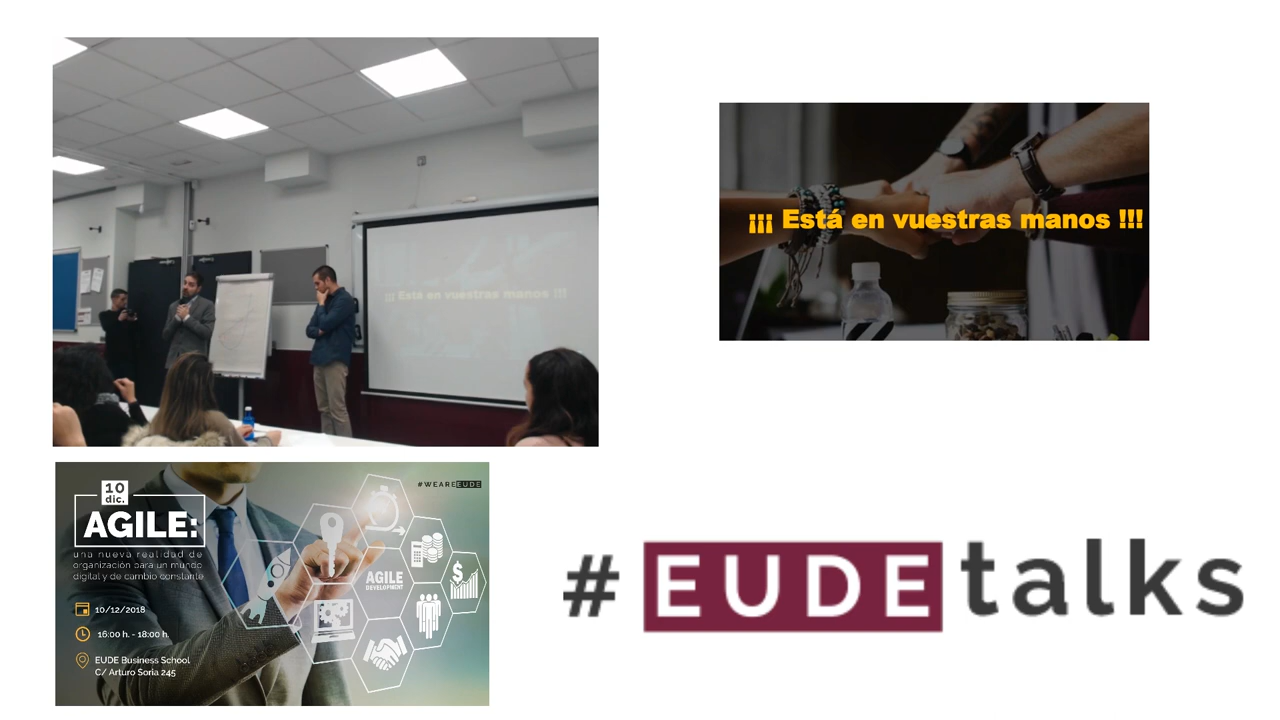 ¡¡¡ Está en vuestras manos !!!
¡¡¡ Está en vuestras manos !!!
10
dic.
AGILE:
una nueva realidad de
organización para un mundo
digital y de cambio constante
10/12/2018
16:00 h. - 18:00 h.
EUDE Business School
C/ Arturo Soria 245
#WEAREEUDE
AGILE
DEVELOPMENT
#EUDEtalks